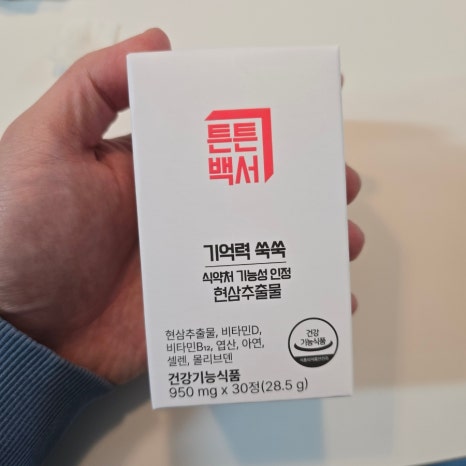 튼튼
백서
기억력 쑥쑥
식약처 기능성 인정
현삼추출물
현삼추출물, 비타민D,
비타민B₁₂, 엽산, 아연,
셀렌, 몰리브덴
건강
기능식품
건강기능식품
950 mg x 30정(28.5 g)